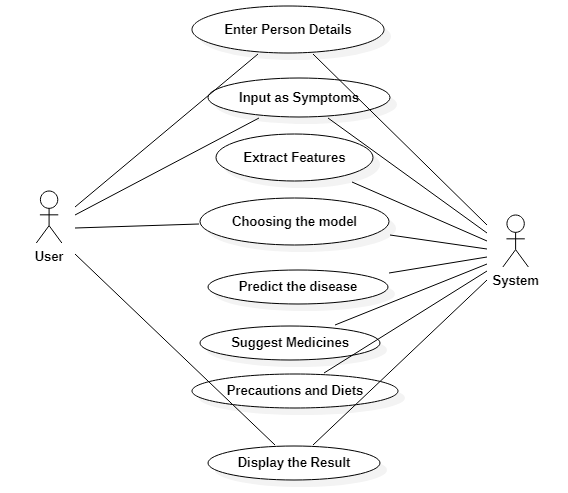 Enter Person Details
Input as Symptoms
Extract Features
Choosing the model
User
System
Predict the disease
Suggest Medicines
Precautions and Diets
Display the Result